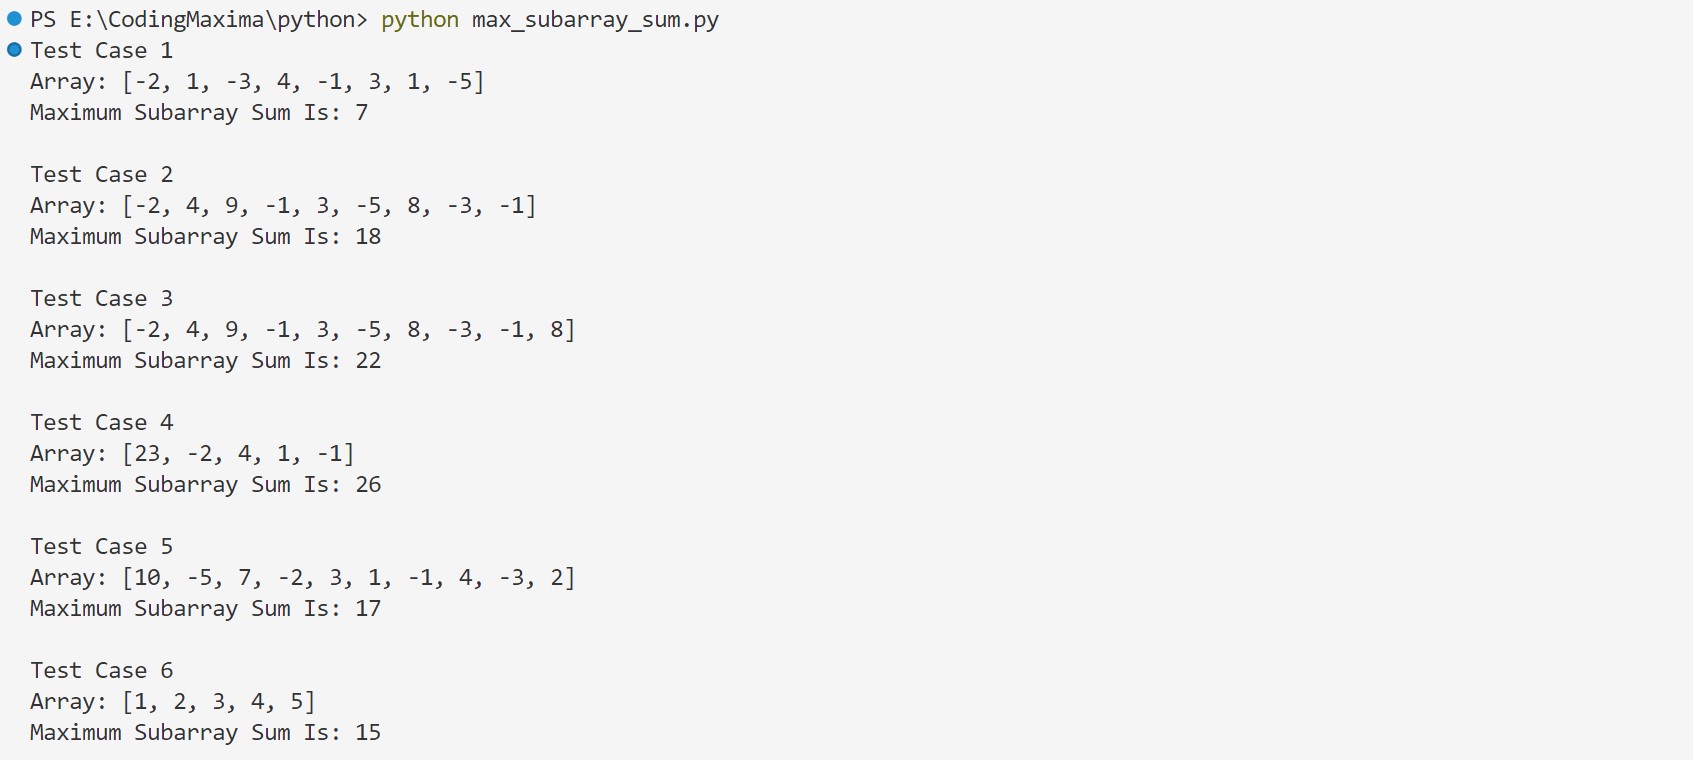 PS E:\CodingMaxima\python> python max_subarray_sum.py
Test Case 1
Array: [-2, 1, -3, 4, -1, 3, 1, -5]
Maximum Subarray Sum Is: 7
Test Case 2
Array: [-2, 4, 9, -1, 3, -5, 8, -3, -1]
Maximum Subarray Sum Is: 18
Test Case 3
Array: [-2, 4, 9, -1, 3, -5, 8, -3, -1, 8]
Maximum Subarray Sum Is: 22
Test Case 4
Array: [23, -2, 4, 1, -1]
Maximum Subarray Sum Is: 26
Test Case 5
Array: [10, -5, 7, -2, 3, 1, -1, 4, -3, 2]
Maximum Subarray Sum Is: 17
Test Case 6
Array: [1, 2, 3, 4, 5]
Maximum Subarray Sum Is: 15